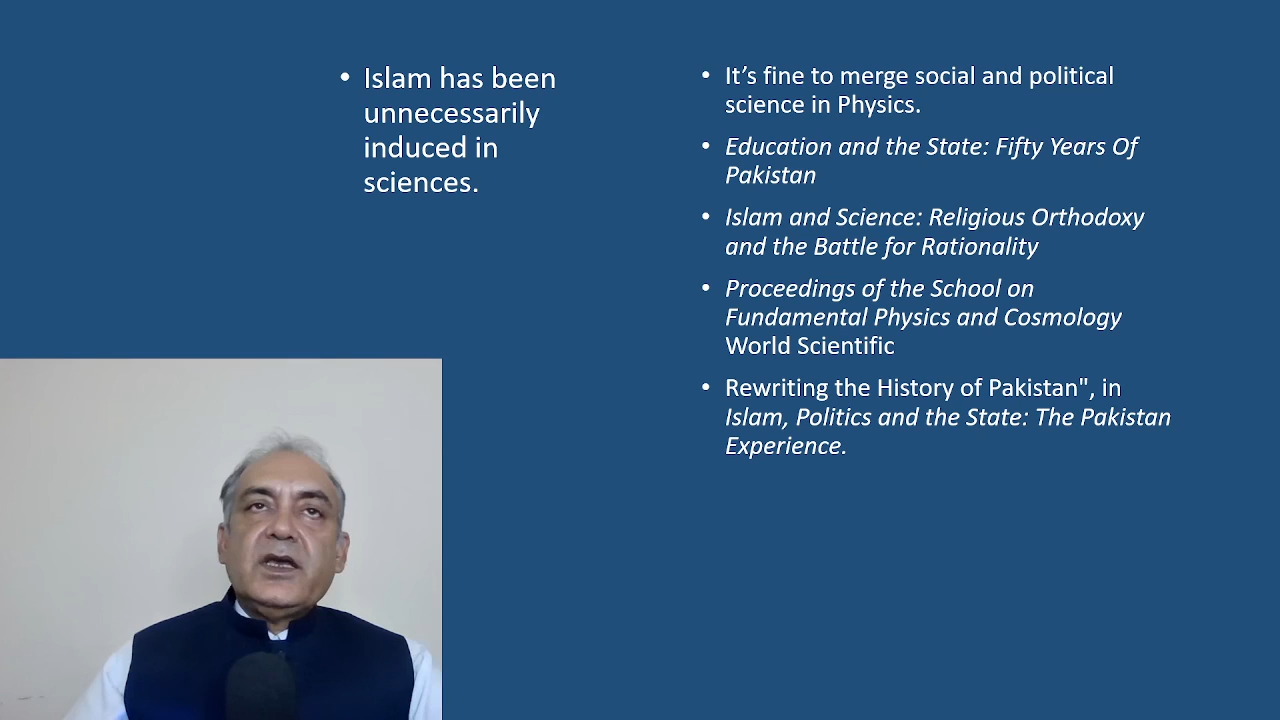 • Islam has been
unnecessarily
induced in
sciences.
• It’s fine to merge social and political
science in Physics.
• Education and the State: Fifty Years Of
Pakistan
• Islam and Science: Religious Orthodoxy
and the Battle for Rationality
• Proceedings of the School on
Fundamental Physics and Cosmology
World Scientific
• Rewriting the History of Pakistan", in
Islam, Politics and the State: The Pakistan
Experience.